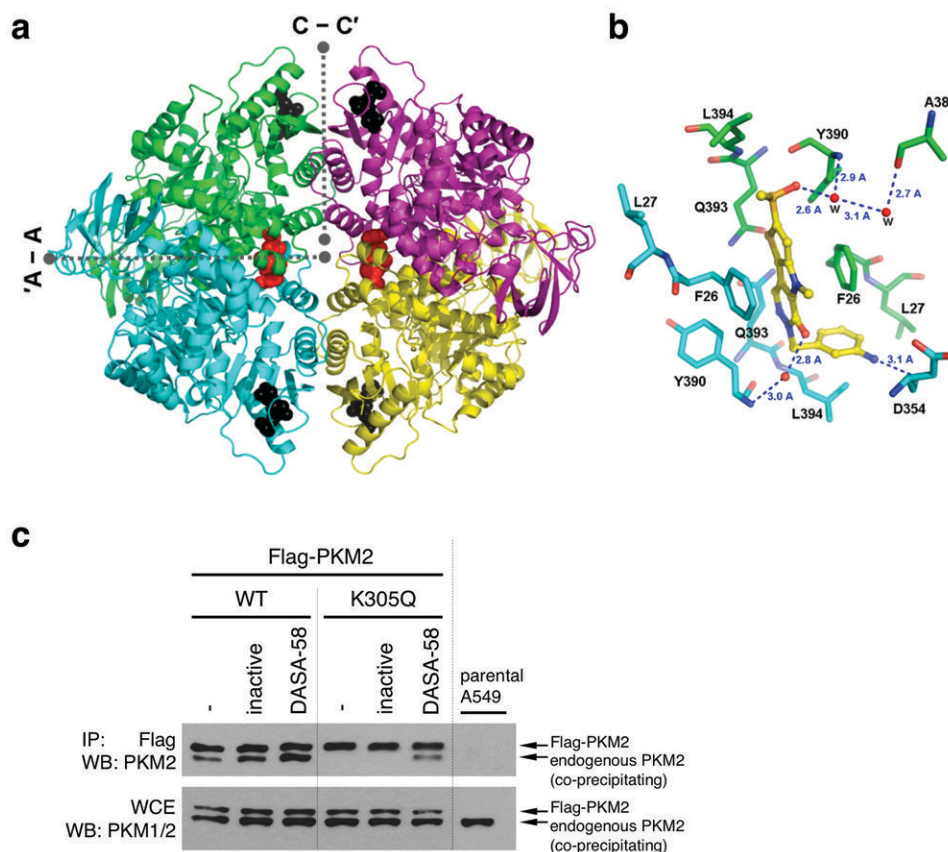 a
C – C′
′A – A
b
L394
Y390
A38
2.9 A
2.7 A
L27
Q393
2.6 A
W
3.1 A
W
F26
F26
L27
Q393
2.8 A
3.1 A
Y390
3.0 A
L394
D354
c
Flag-PKM2
WT
K305Q
-
inactive
DASA-58
-
inactive
DASA-58
parental
A549
IP: Flag
WB: PKM2
Flag-PKM2
endogenous PKM2
(co-precipitating)
WCE
WB: PKM1/2
Flag-PKM2
endogenous PKM2
(co-precipitating)